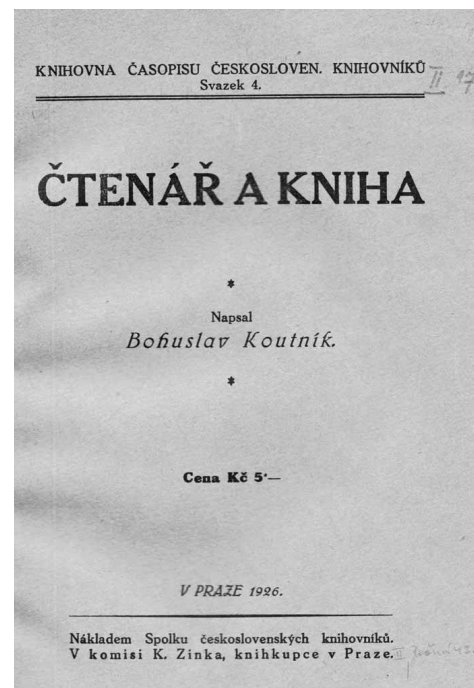 KNIHOVNA ČASOPISU ČESKOSLOVEN. KNIHOVNÍKŮ
Svazek 4.
II
ČTENÁŘ A KNIHA
*
Napsal
Bohuslav Koutník.
*
Cena Kč 5·—
V PRAZE 1926.
Nákladem Spolku československých knihovníků.
V komisi K. Zinka, knihkupce v Praze.